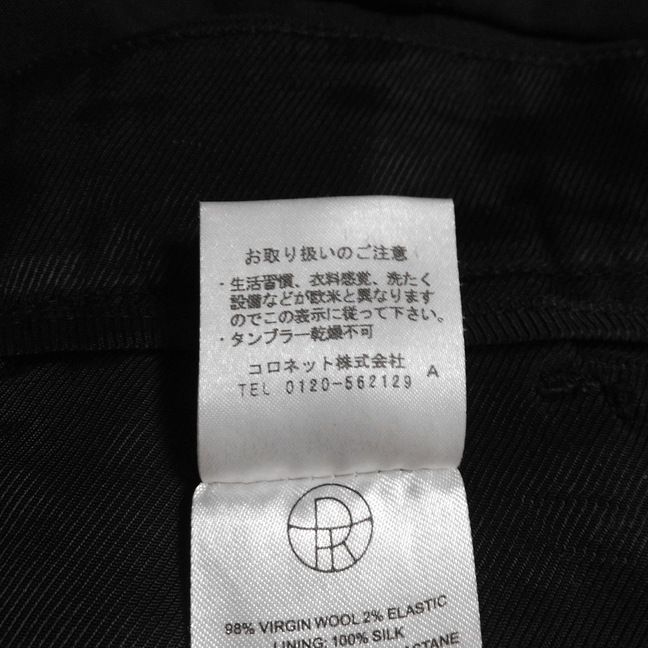 お取り扱いのご注意
・生活習慣、衣料感覚、洗たく
設備などが欧米と異なります
のでこの表示に従って下さい。
・タンブラー乾燥不可
コロネット株式会社
TEL 0120-562129 A
R
98% VIRGIN WOOL 2% ELASTIC
LINING: 100% SILK